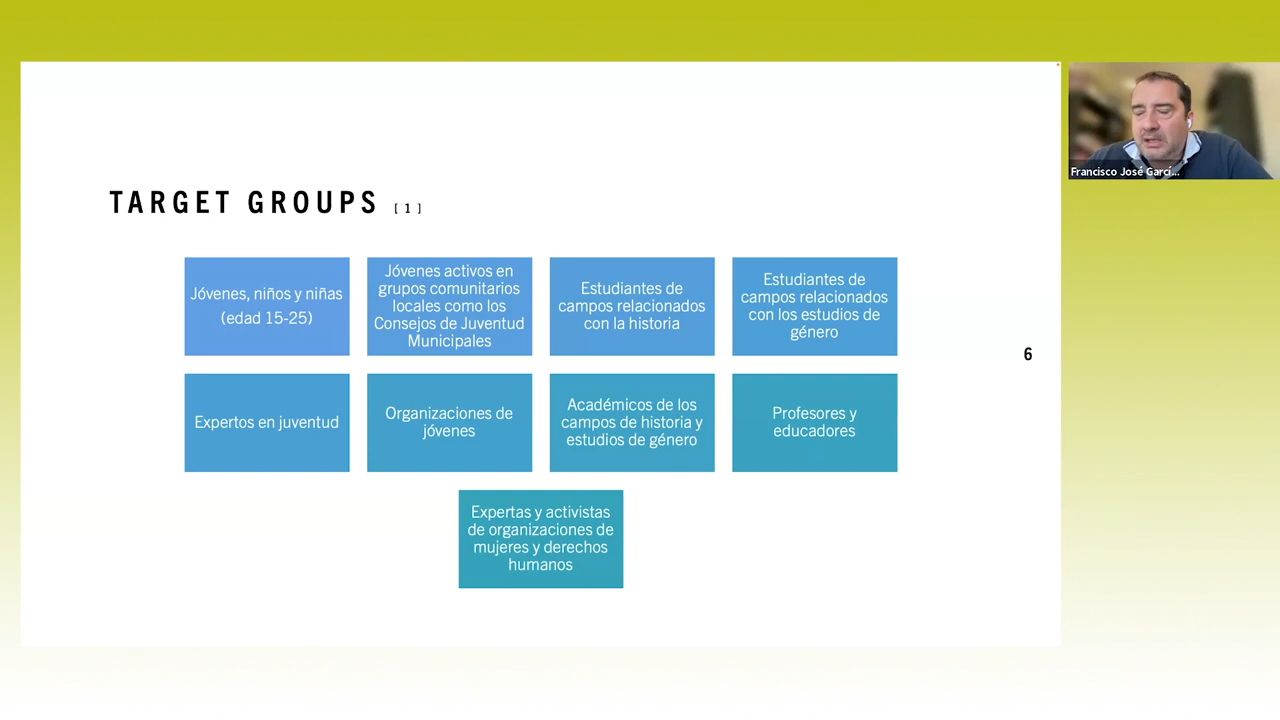 Francisco José Garci...
TARGET GROUPS [1]
Jóvenes, niños y niñas
(edad 15-25)
Jóvenes activos en
grupos comunitarios
locales como los
Consejos de Juventud
Municipales
Estudiantes de
campos relacionados
con la historia
Estudiantes de
campos relacionados
con los estudios de
género
6
Expertos en juventud
Organizaciones de
jóvenes
Académicos de los
campos de historia y
estudios de género
Profesores y
educadores
Expertas y activistas
de organizaciones de
mujeres y derechos
humanos